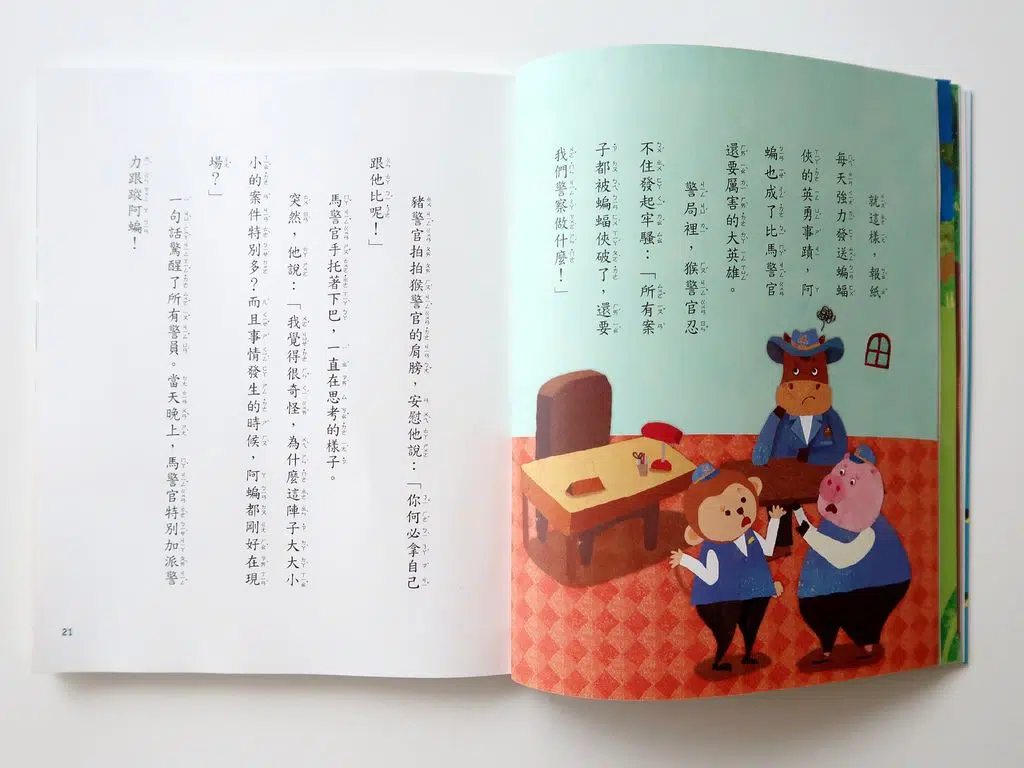 就這樣，報紙
每天強力發送蝙蝠
俠的英勇事蹟，阿
蝙也成了比馬警官
還要厲害的大英雄。
警局裡，猴警官忍
不住發起牢騷：「所有案
子都被蝙蝠俠破了，還要
我們警察做什麼！」
豬警官拍拍猴警官的肩膀，安慰他說：「你何必拿自己
跟他比呢！」
馬警官手托著下巴，一直在思考的樣子。
突然，他說：「我覺得很奇怪，為什麼這陣子大大小
小的案件特別多？而且事情發生的時候，阿蝙都剛好在現
場？」
一句話驚醒了所有警員。當天晚上，馬警官特別加派警
力跟蹤阿蝙！
21